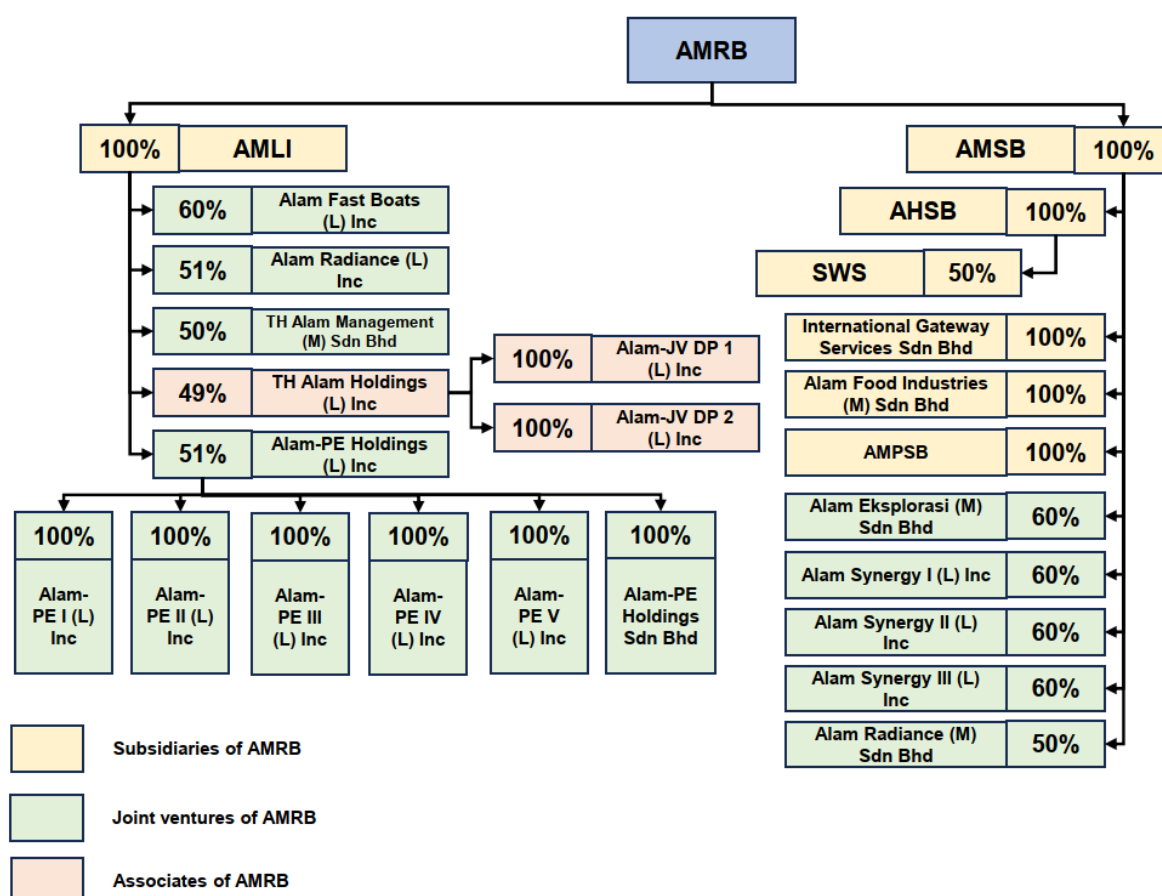 AMRB
100%
AMLI
AMSB
100%
60%
Alam Fast Boats
(L) Inc
AHSB
100%
51%
Alam Radiance (L)
Inc
SWS
50%
50%
TH Alam Management
(M) Sdn Bhd
International Gateway
Services Sdn Bhd
100%
49%
TH Alam Holdings
(L) Inc
100%
Alam-JV DP 1
(L) Inc
100%
Alam-JV DP 2
(L) Inc
Alam Food Industries
(M) Sdn Bhd
100%
51%
Alam-PE Holdings
(L) Inc
AMPSB
100%
100%
Alam-
PE I (L)
Inc
100%
Alam-
PE II (L)
Inc
100%
Alam-
PE III
(L) Inc
100%
Alam-
PE IV
(L) Inc
100%
Alam-
PE V
(L) Inc
100%
Alam-PE
Holdings
Sdn Bhd
Alam Eksplorasi (M)
Sdn Bhd
60%
Alam Synergy I (L) Inc
60%
Alam Synergy II (L)
Inc
60%
Alam Synergy III (L)
Inc
60%
Alam Radiance (M)
Sdn Bhd
50%
Subsidiaries of AMRB
Joint ventures of AMRB
Associates of AMRB